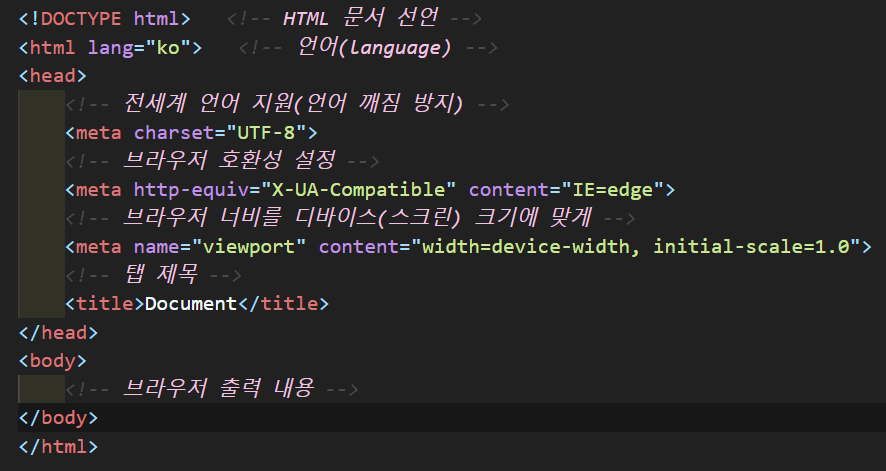 <!DOCTYPE html>   <!-- HTML 문서 선언 -->
<html lang="ko">   <!-- 언어(language) -->
<head>
    <!-- 전세계 언어 지원(언어 깨짐 방지) -->
    <meta charset="UTF-8">
    <!-- 브라우저 호환성 설정 -->
    <meta http-equiv="X-UA-Compatible" content="IE=edge">
    <!-- 브라우저 너비를 디바이스(스크린) 크기에 맞게 -->
    <meta name="viewport" content="width=device-width, initial-scale=1.0">
    <!-- 탭 제목 -->
    <title>Document</title>
</head>
<body>
    <!-- 브라우저 출력 내용 -->
</body>
</html>